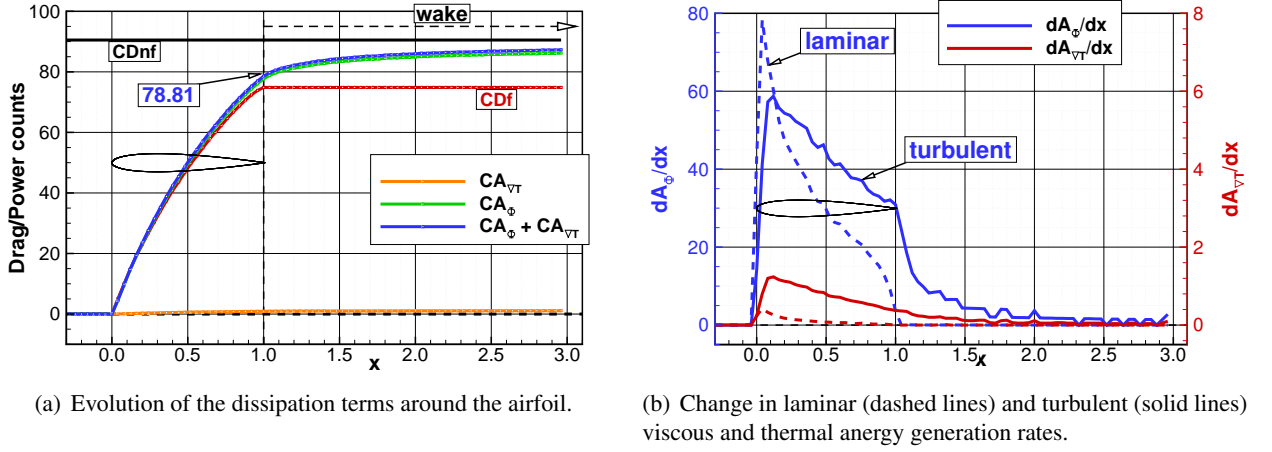 wake
CDnf
78.81
CDf
CA∇T
CAΦ
CAΦ + CA∇T
Drag/Power counts
100
80
60
40
20
0
0.0 0.5 1.0 1.5 2.0 2.5 3.0
x
(a) Evolution of the dissipation terms around the airfoil.
dAΦ/dx
dA∇T/dx
laminar
turbulent
dAΦ/dx
80
60
40
20
0
dA∇T/dx
8
6
4
2
0
0.0 0.5 1.0 1.5 2.0 2.5 3.0
x
(b) Change in laminar (dashed lines) and turbulent (solid lines)
viscous and thermal anergy generation rates.